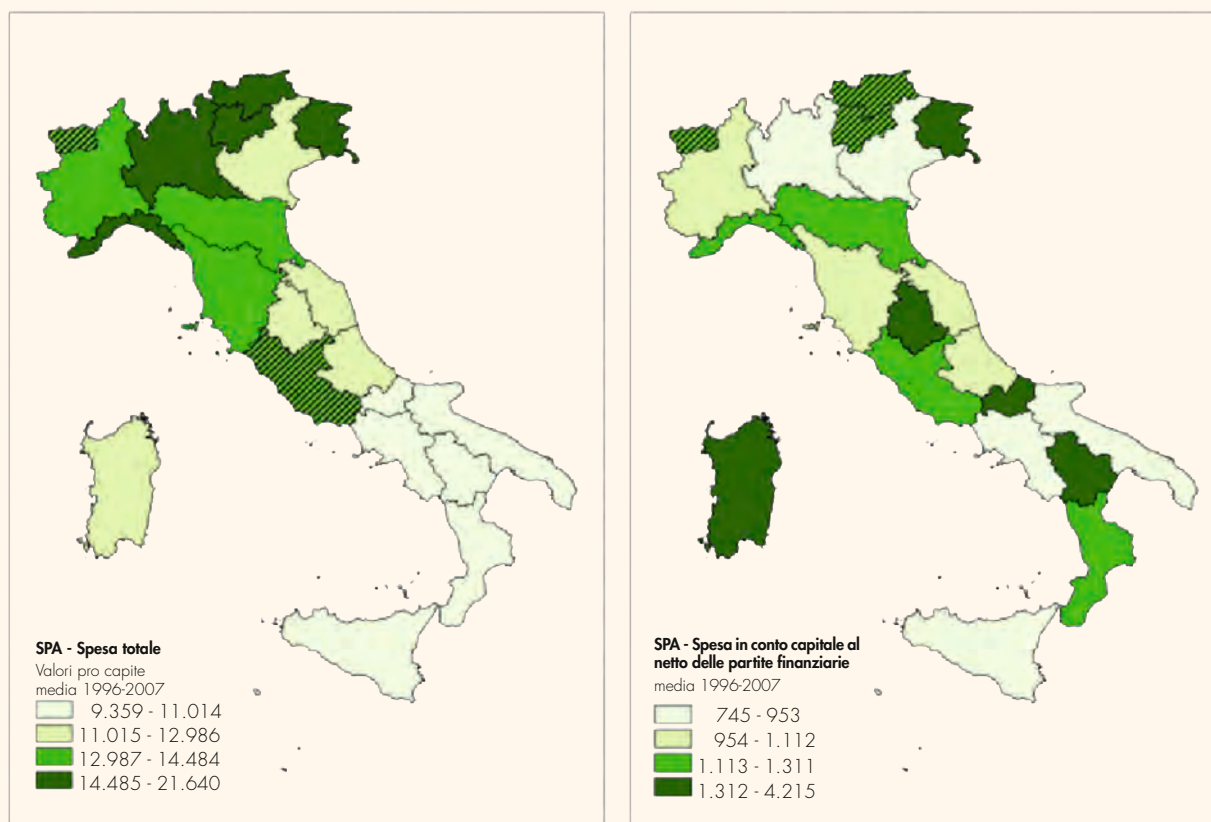 SPA - Spesa totale
Valori pro capite
media 1996-2007
9.359 - 11.014
11.015 - 12.986
12.987 - 14.484
14.485 - 21.640
SPA - Spesa in conto capitale al
netto delle partite finanziarie
media 1996-2007
745 - 953
954 - 1.112
1.113 - 1.311
1.312 - 4.215